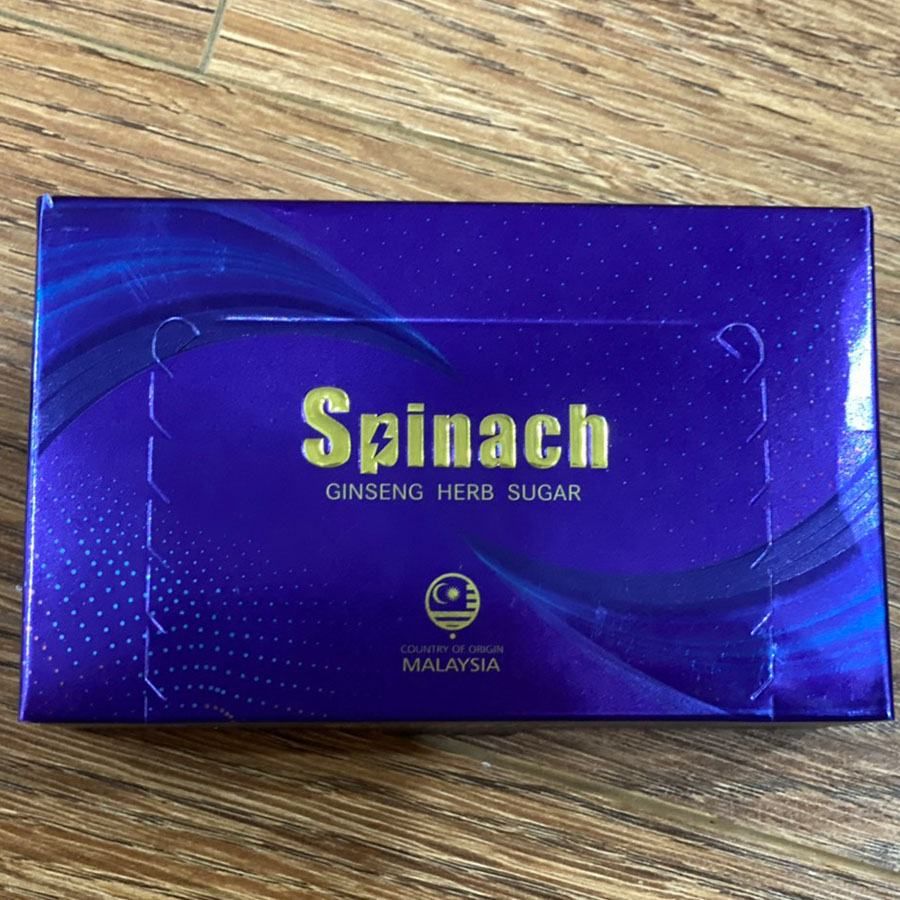 Spinach
GINSENG HERB SUGAR
COUNTRY OF ORIGIN
MALAYSIA